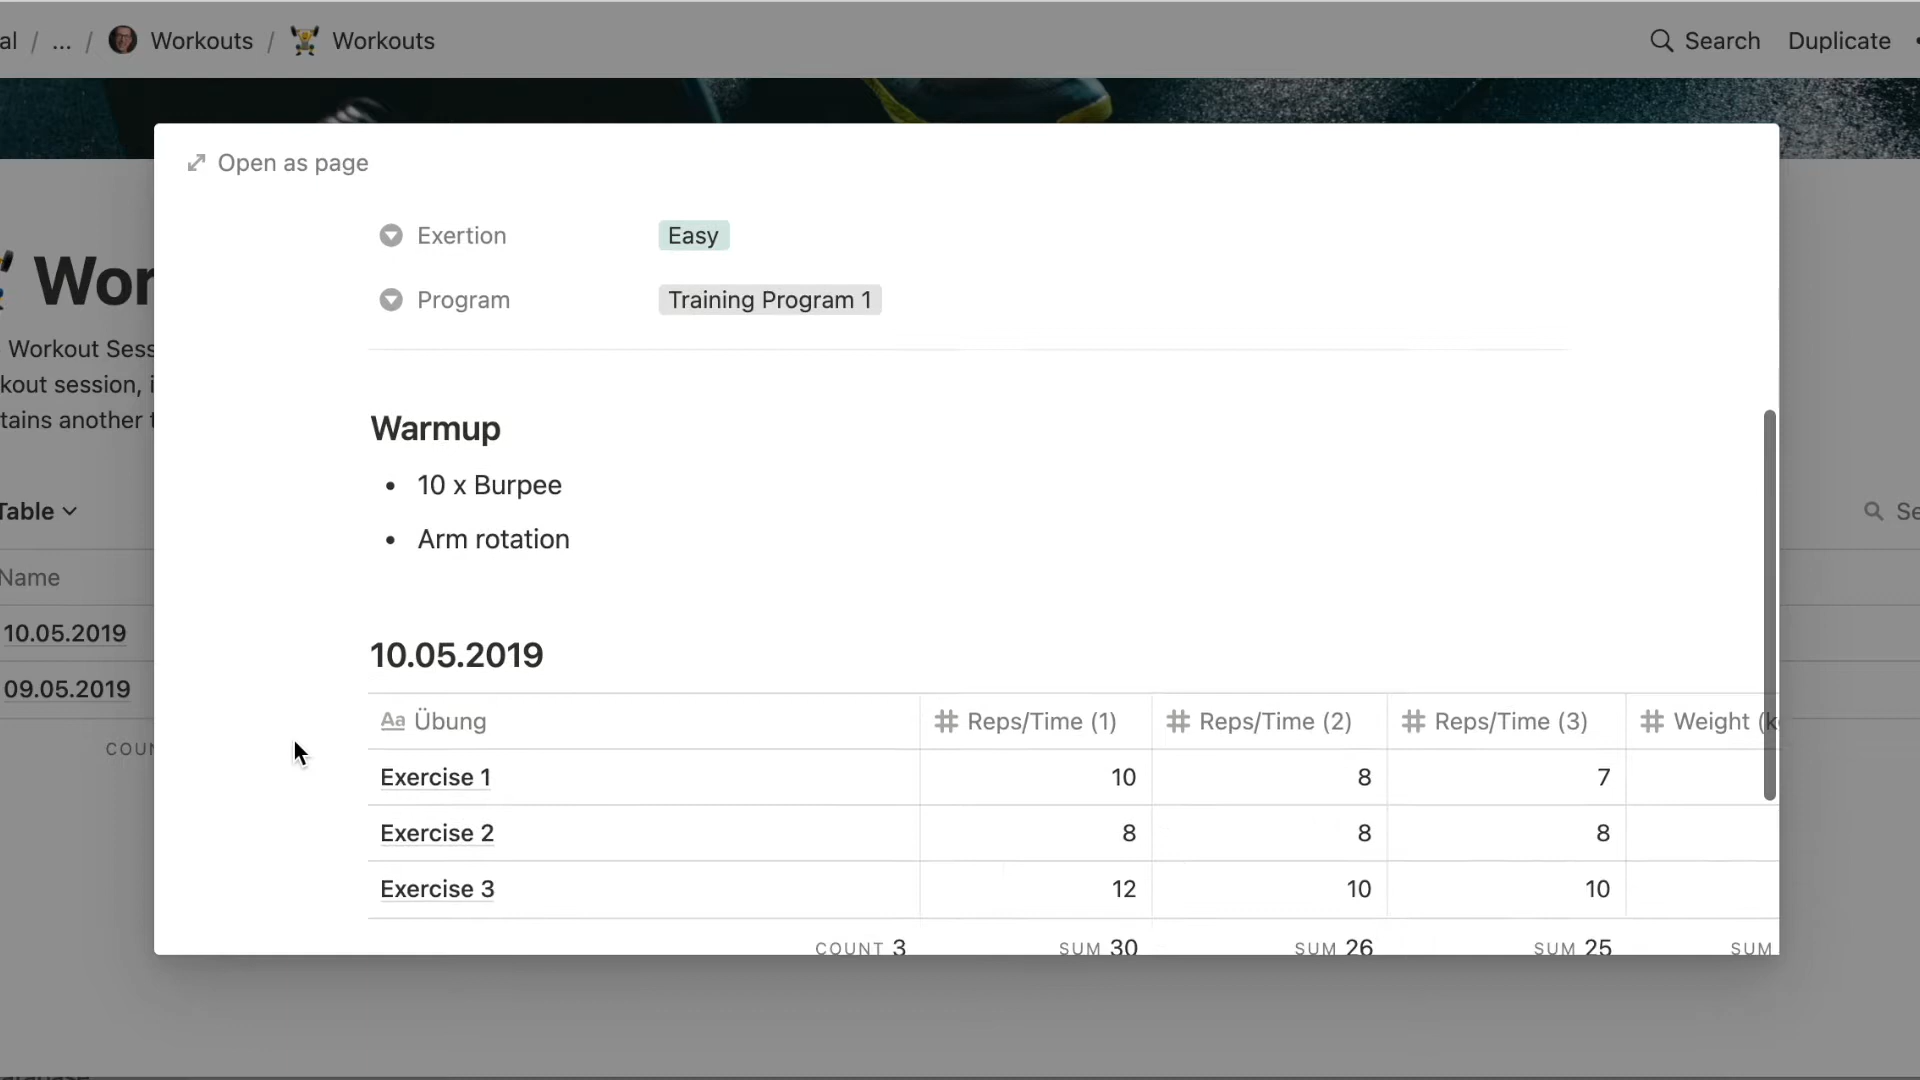 al / ... / Workouts / Workouts
Search Duplicate
Open as page
Exertion Easy
Program Training Program 1
Wor
Workout Sess
kout session, i
tains another t
Warmup
• 10 x Burpee
• Arm rotation
Table
Se
Name
10.05.2019
09.05.2019
COUN
10.05.2019
Aa Übung # Reps/Time (1) # Reps/Time (2) # Reps/Time (3) # Weight (k
Exercise 1 10 8 7
Exercise 2 8 8 8
Exercise 3 12 10 10
COUNT 3 SUM 30 SUM 26 SUM 25 SUM